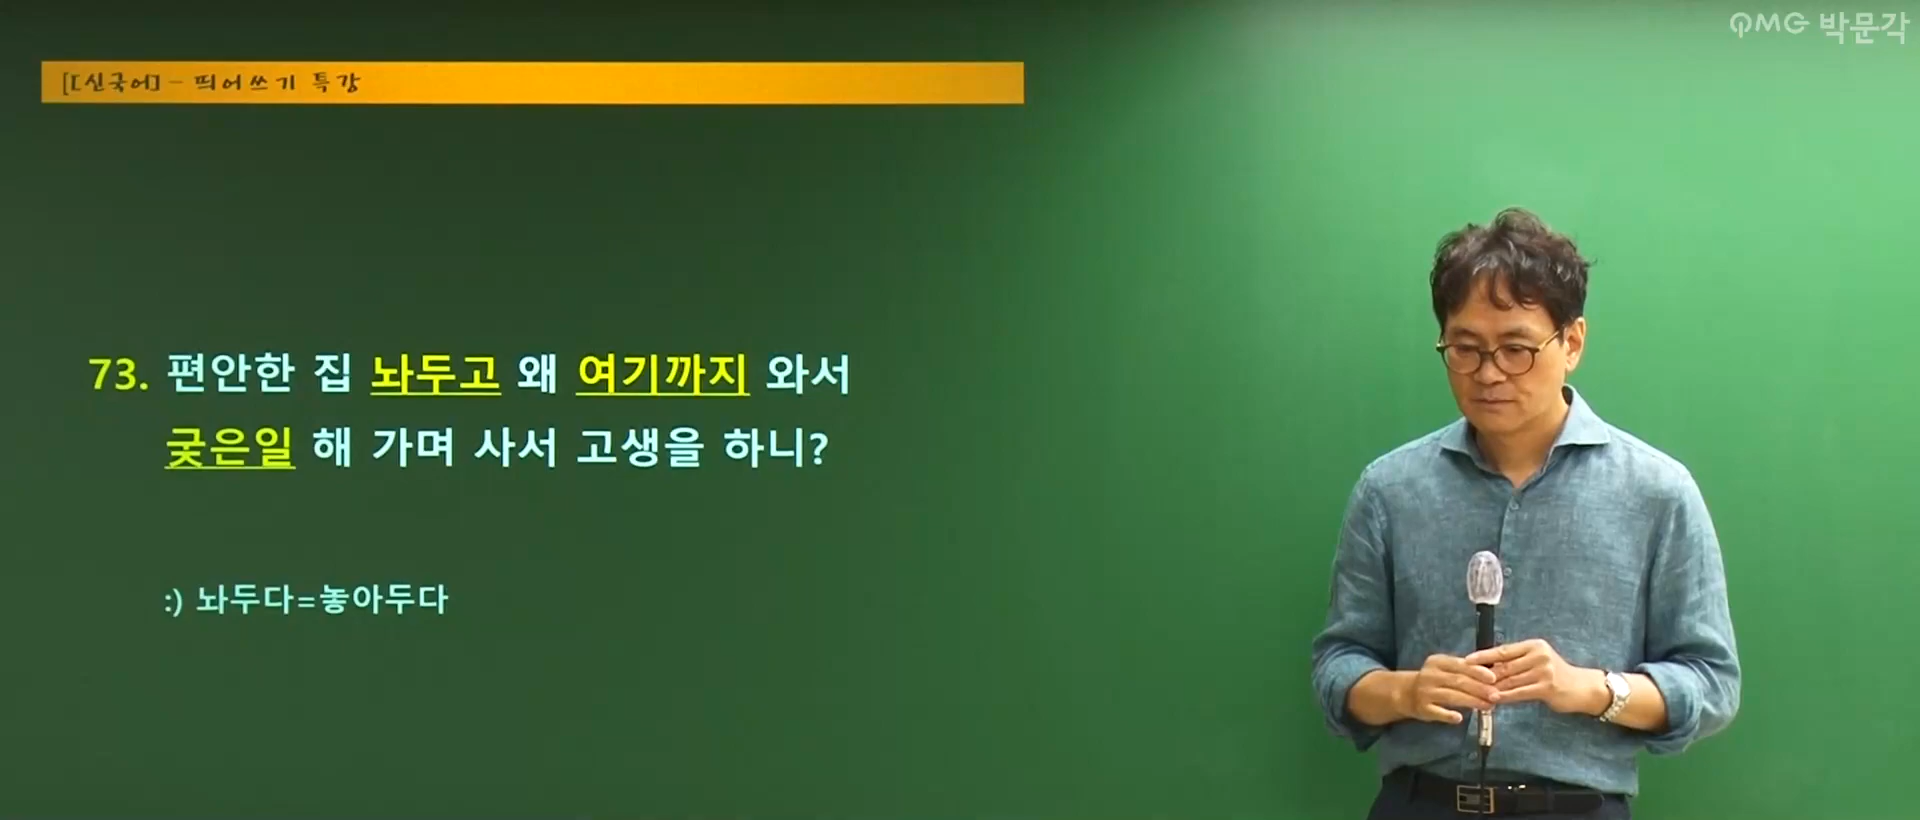 PMG 박문각
[[신국어] - 띄어쓰기 특강
73. 편안한 집 놔두고 왜 여기까지 와서
궂은일 해 가며 사서 고생을 하니?
:) 놔두다=놓아두다